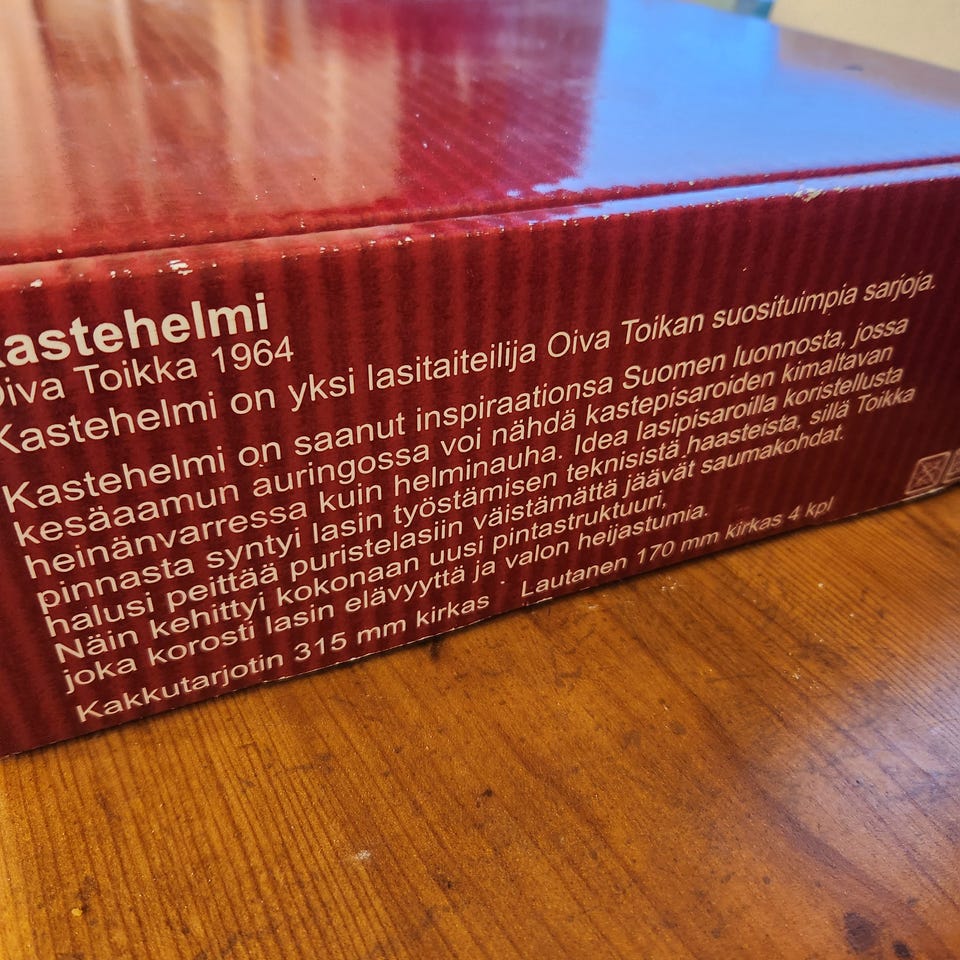 astehelmi
Oiva Toikka 1964
Kastehelmi on yksi lasitaiteilija Oiva Toikan suosituimpia sarjoja.
Kastehelmi on saanut inspiraationsa Suomen luonnosta, jossa
kesäaamun auringossa voi nähdä kastepisaroiden kimaltavan
heinänvarressa kuin helminauha. Idea lasipisaroilla koristellusta
pinnasta syntyi lasin työstämisen teknisistä haasteista, sillä Toikka
halusi peittää puristelasiin väistämättä jäävät saumakohdat.
Näin kehittyi kokonaan uusi pintastruktuuri,
joka korosti lasin elävyyttä ja valon heijastumia.
Kakkutarjotin 315 mm kirkas Lautanen 170 mm kirkas 4 kpl